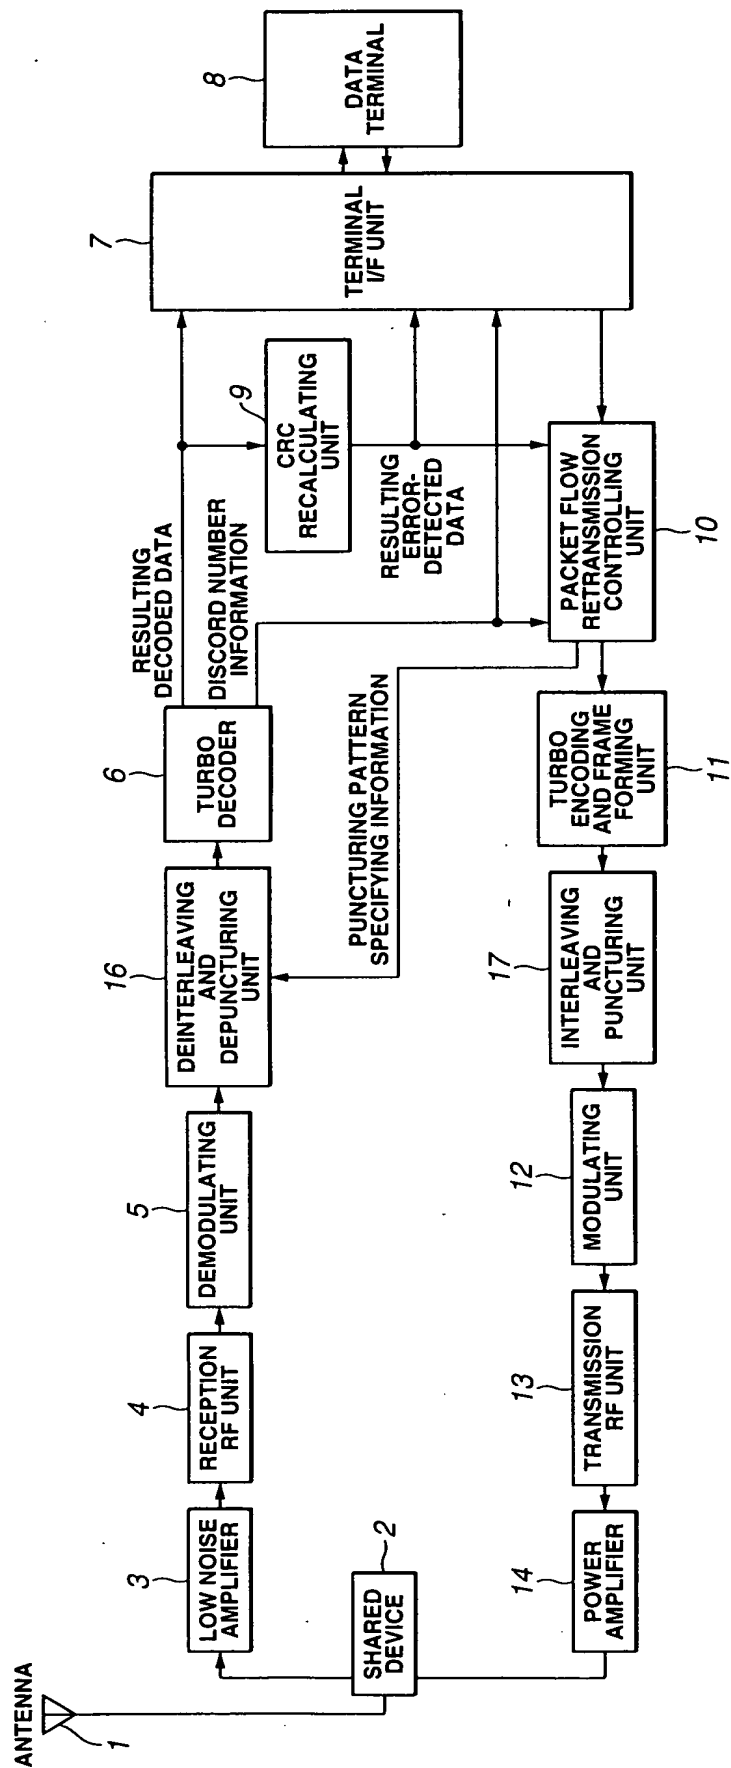 ANTENNA
1
SHARED
DEVICE
2
LOW NOISE
AMPLIFIER
3
RECEPTION
RF UNIT
4
DEMODULATING
UNIT
5
DEINTERLEAVING
AND
DEPUNCTURING
UNIT
16
TURBO
DECODER
6
RESULTING
DECODED DATA
DISCORD NUMBER
INFORMATION
CRC
RECALCULATING
UNIT
9
RESULTING
ERROR-
DETECTED
DATA
TERMINAL
I/F UNIT
7
DATA
TERMINAL
8
PUNCTURING PATTERN
SPECIFYING INFORMATION
PACKET FLOW
RETRANSMISSION
CONTROLLING
UNIT
10
TURBO
ENCODING
AND FRAME
FORMING
UNIT
11
INTERLEAVING
AND
PUNCTURING
UNIT
17
MODULATING
UNIT
12
TRANSMISSION
RF UNIT
13
POWER
AMPLIFIER
14